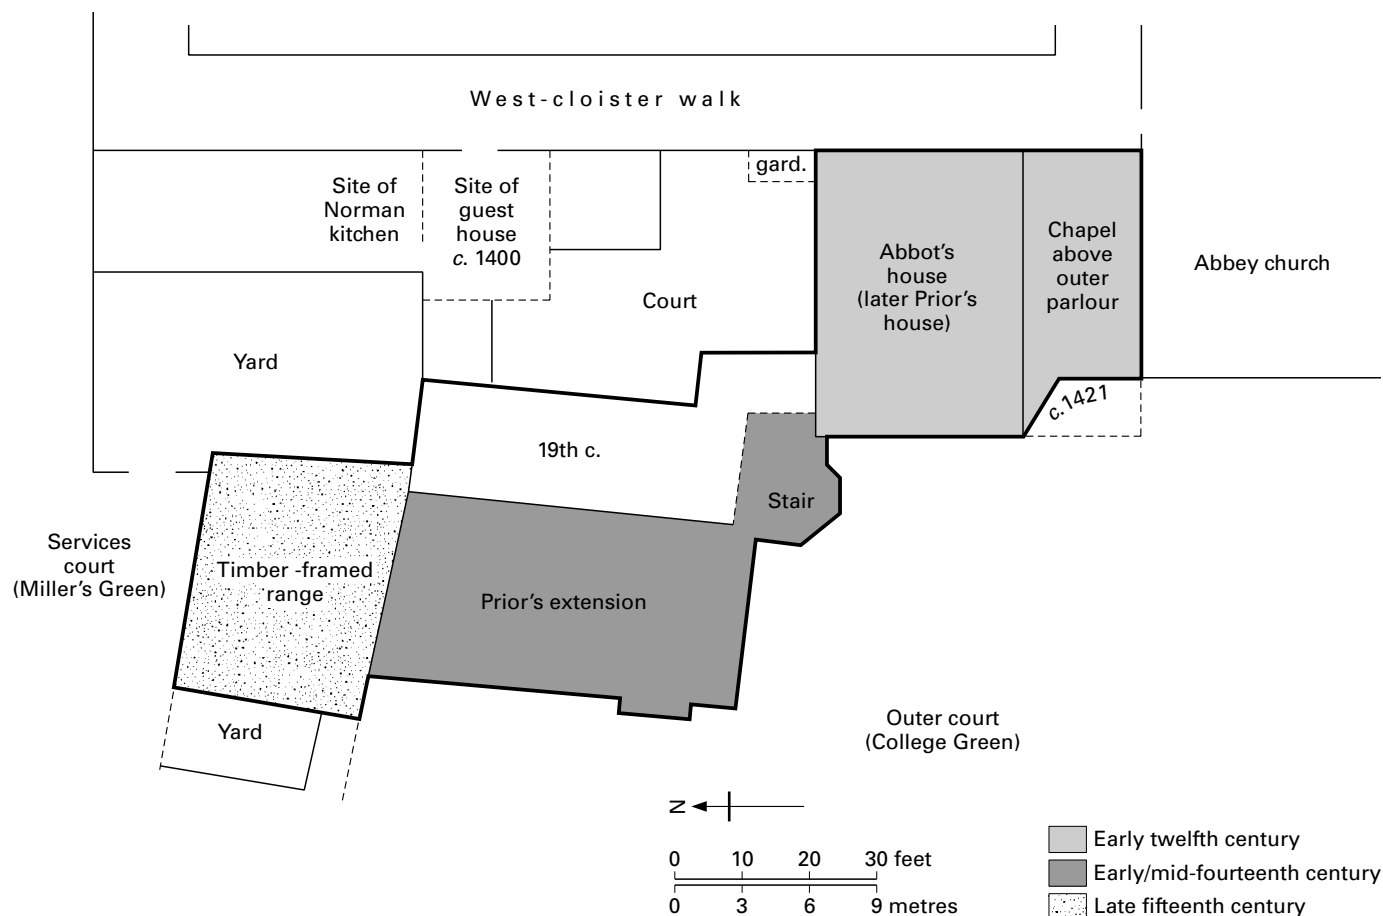 West-cloister walk
Site of
Norman
kitchen
Site of
guest
house
c. 1400
gard.
Abbot's
house
(later Prior's
house)
Chapel
above
outer
parlour
Abbey church
Court
Yard
c.1421
19th c.
Stair
Services
court
(Miller's Green)
Timber -framed
range
Prior's extension
Yard
Outer court
(College Green)
N
0 10 20 30 feet
0 3 6 9 metres
Early twelfth century
Early/mid-fourteenth century
Late fifteenth century